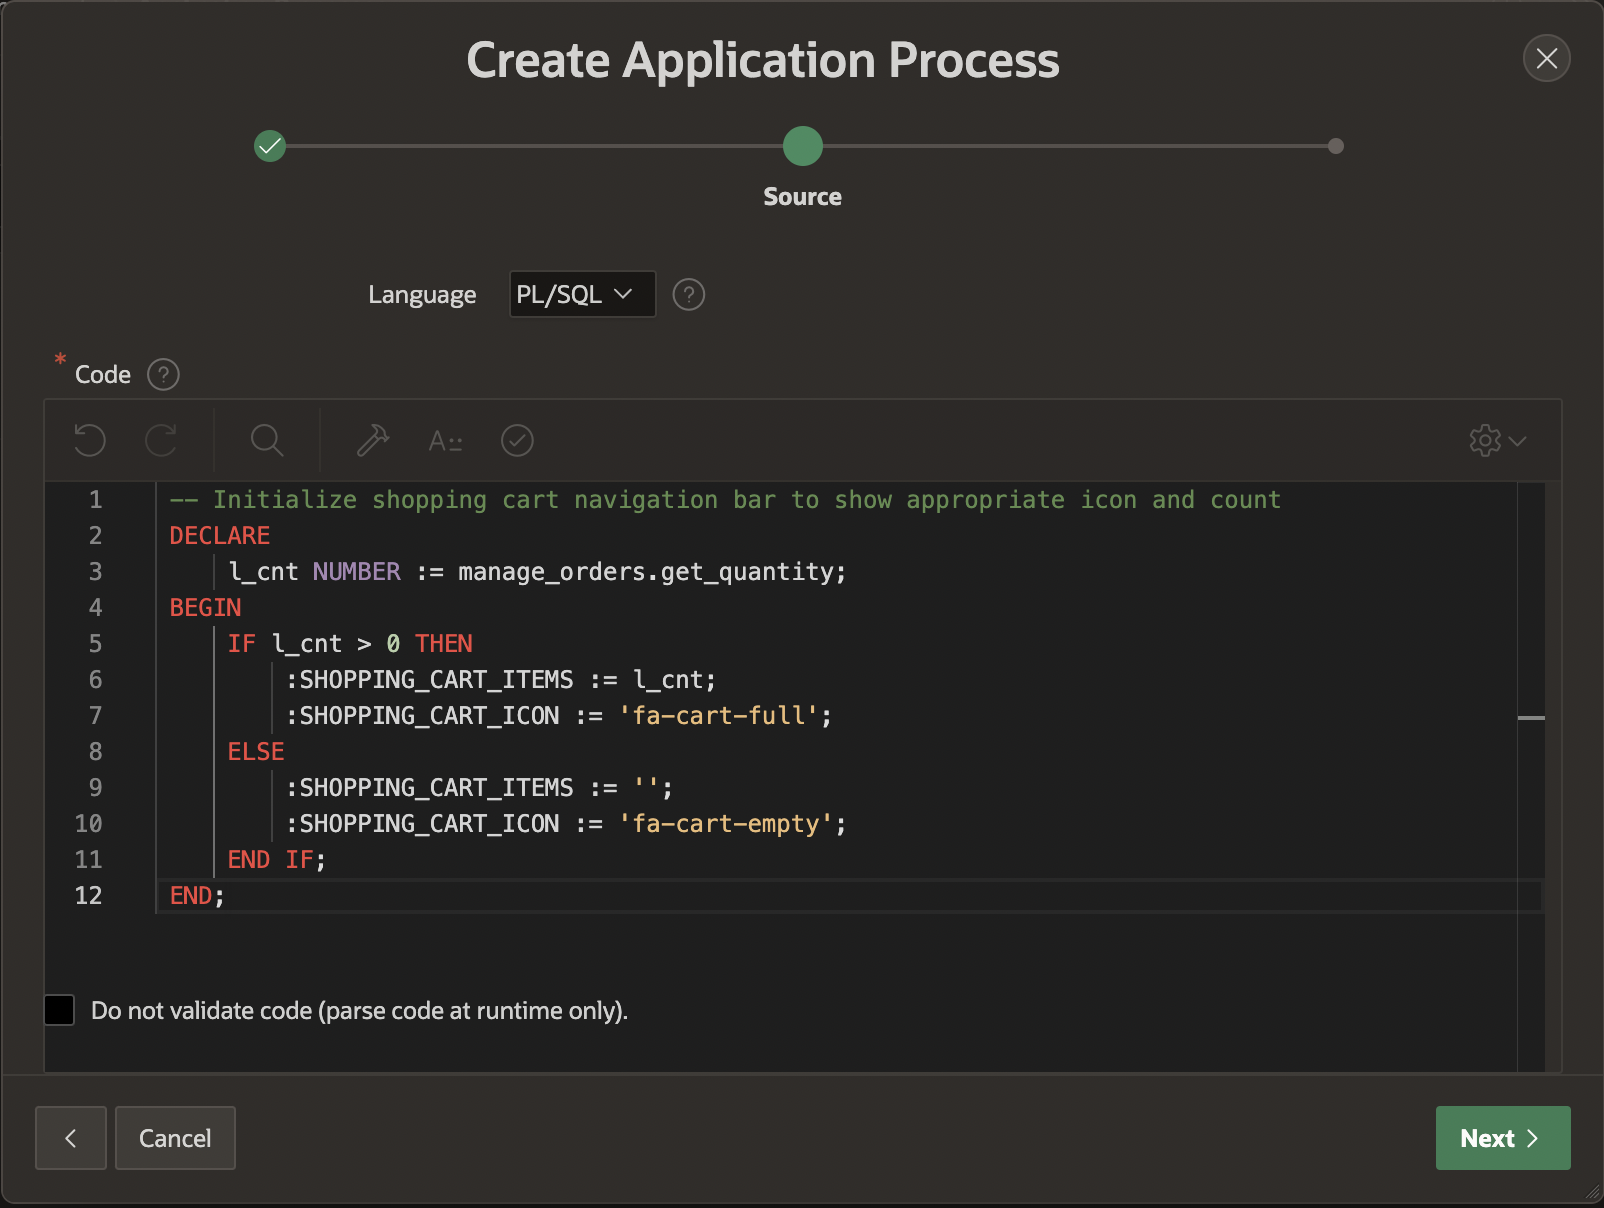 Create Application Process
Source
Language PL/SQL ?
* Code ?
A::
1 -- Initialize shopping cart navigation bar to show appropriate icon and count
2 DECLARE
3     l_cnt NUMBER := manage_orders.get_quantity;
4 BEGIN
5     IF l_cnt > 0 THEN
6         :SHOPPING_CART_ITEMS := l_cnt;
7         :SHOPPING_CART_ICON := 'fa-cart-full';
8     ELSE
9         :SHOPPING_CART_ITEMS := '';
10         :SHOPPING_CART_ICON := 'fa-cart-empty';
11     END IF;
12 END;
Do not validate code (parse code at runtime only).
Cancel
Next